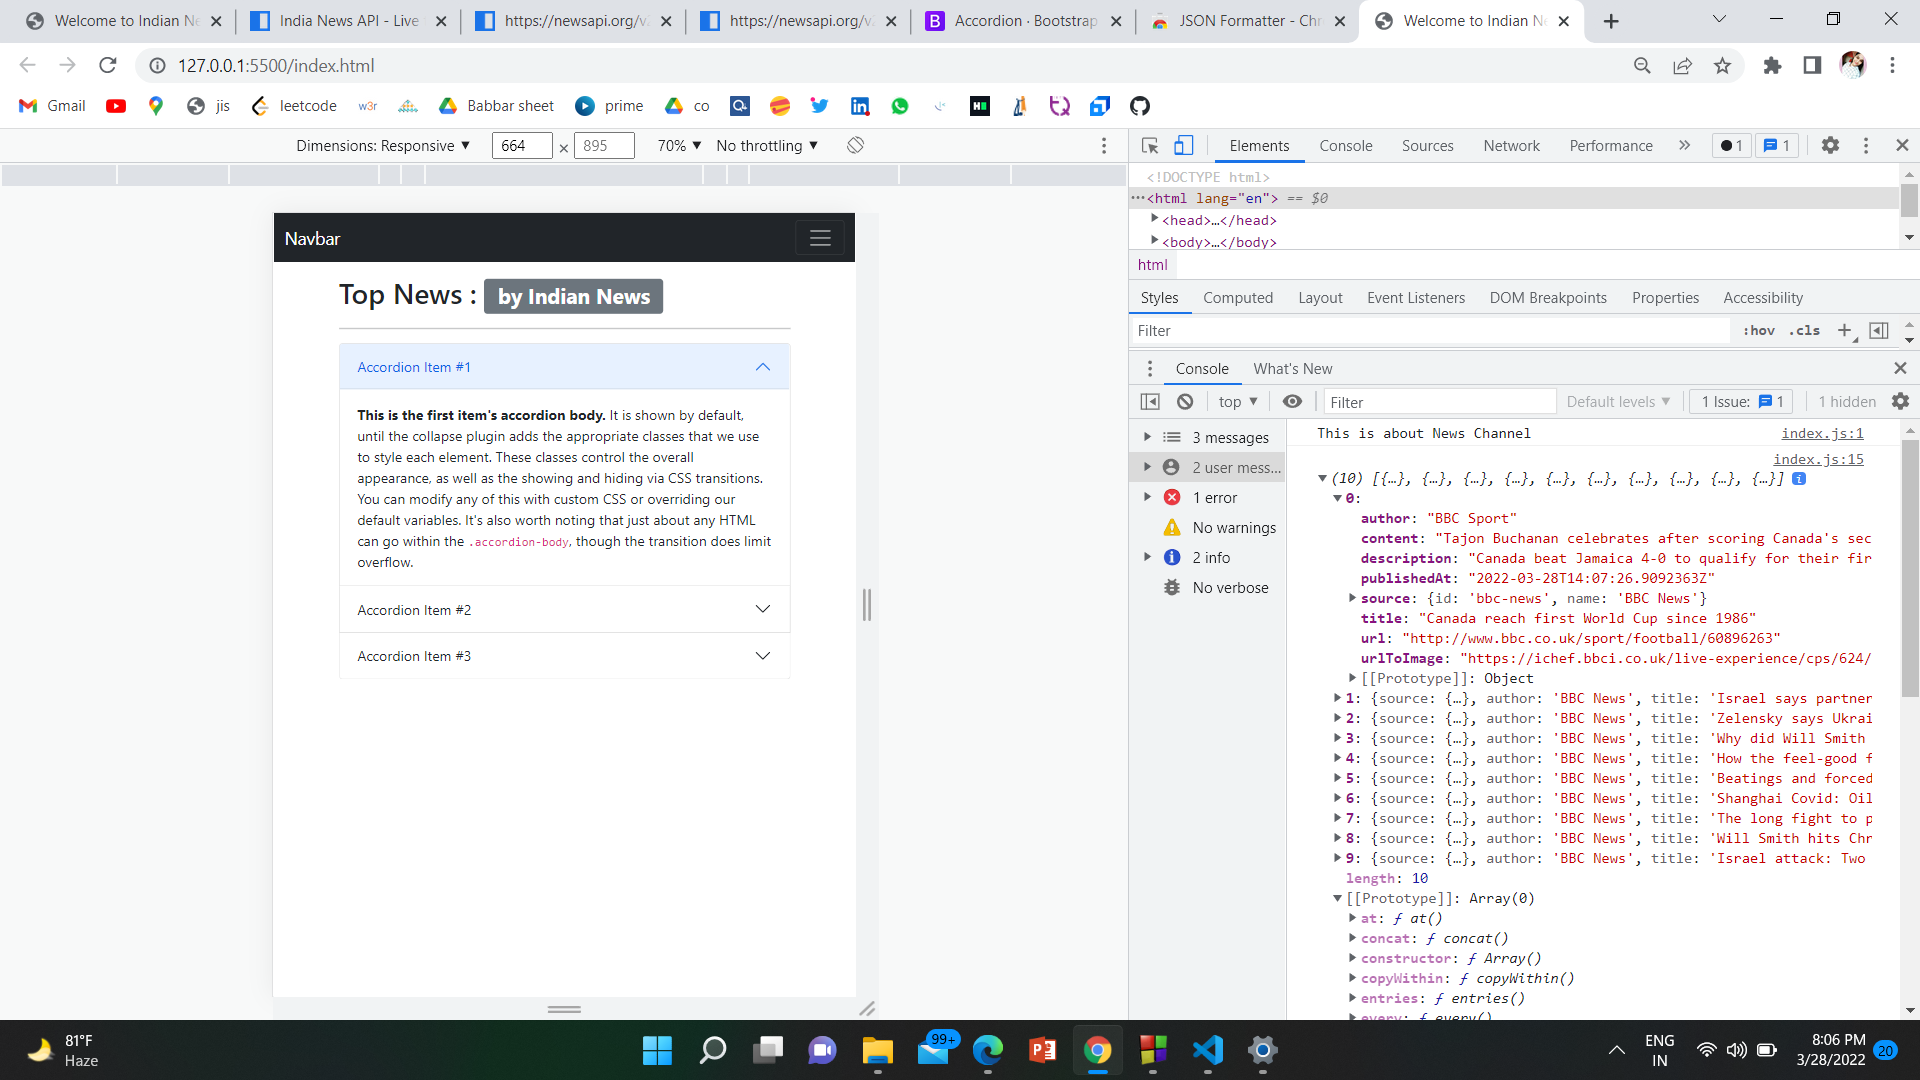 Welcome to Indian Ne
India News API - Live
https://newsapi.org/v2
https://newsapi.org/v2
Accordion · Bootstrap
JSON Formatter - Chr
Welcome to Indian Ne
127.0.0.1:5500/index.html
Gmail
jis
leetcode
w3r
Babbar sheet
prime
co
Dimensions: Responsive ▼ 664 × 895 70% ▼ No throttling ▼
Navbar
Top News : by Indian News
Accordion Item #1
This is the first item's accordion body. It is shown by default,
until the collapse plugin adds the appropriate classes that we use
to style each element. These classes control the overall
appearance, as well as the showing and hiding via CSS transitions.
You can modify any of this with custom CSS or overriding our
default variables. It's also worth noting that just about any HTML
can go within the .accordion-body, though the transition does limit
overflow.
Accordion Item #2
Accordion Item #3
Elements Console Sources Network Performance » 1 1
<!DOCTYPE html>
<html lang="en"> == $0
<head>…</head>
<body>…</body>
html
Styles Computed Layout Event Listeners DOM Breakpoints Properties Accessibility
Filter :hov .cls +
Console What's New
top ▼ Filter Default levels ▼ 1 Issue: 1 1 hidden
3 messages
2 user mess...
1 error
No warnings
2 info
No verbose
This is about News Channel index.js:1
index.js:15
(10) [{…}, {…}, {…}, {…}, {…}, {…}, {…}, {…}, {…}, {…}] i
0:
author: "BBC Sport"
content: "Tajon Buchanan celebrates after scoring Canada's sec
description: "Canada beat Jamaica 4-0 to qualify for their fir
publishedAt: "2022-03-28T14:07:26.9092363Z"
source: {id: 'bbc-news', name: 'BBC News'}
title: "Canada reach first World Cup since 1986"
url: "http://www.bbc.co.uk/sport/football/60896263"
urlToImage: "https://ichef.bbci.co.uk/live-experience/cps/624/
[[Prototype]]: Object
1: {source: {…}, author: 'BBC News', title: 'Israel says partner
2: {source: {…}, author: 'BBC News', title: 'Zelensky says Ukrai
3: {source: {…}, author: 'BBC News', title: 'Why did Will Smith
4: {source: {…}, author: 'BBC News', title: 'How the feel-good f
5: {source: {…}, author: 'BBC News', title: 'Beatings and forced
6: {source: {…}, author: 'BBC News', title: 'Shanghai Covid: Oil
7: {source: {…}, author: 'BBC News', title: 'The long fight to p
8: {source: {…}, author: 'BBC News', title: 'Will Smith hits Chr
9: {source: {…}, author: 'BBC News', title: 'Israel attack: Two
length: 10
[[Prototype]]: Array(0)
at: ƒ at()
concat: ƒ concat()
constructor: ƒ Array()
copyWithin: ƒ copyWithin()
entries: ƒ entries()
every: ƒ every()
81°F
Haze
99+
ENG
IN
8:06 PM
3/28/2022
20